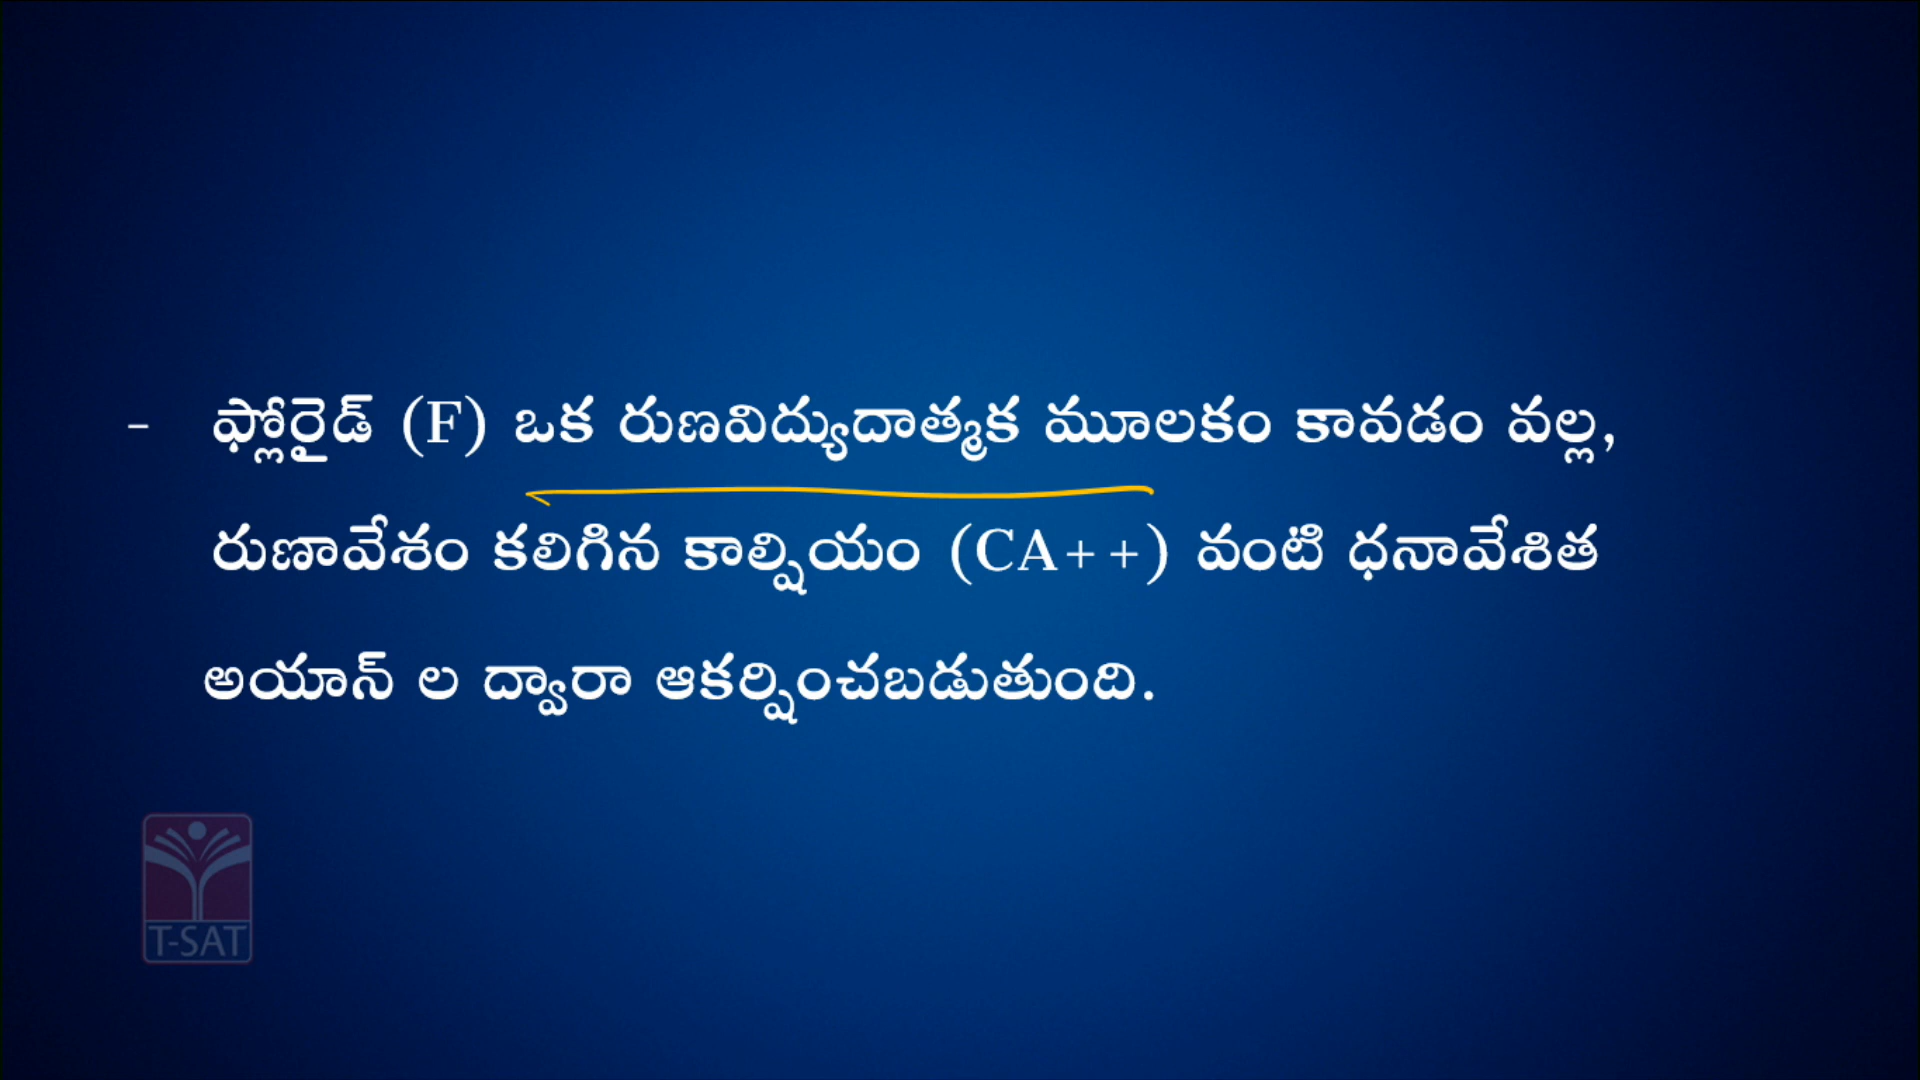 - ఫ్లోరైడ్ (F) ఒక రుణవిద్యుదాత్మక మూలకం కావడం వల్ల,
రుణావేశం కలిగిన కాల్షియం (CA++) వంటి ధనావేశిత
అయాన్ ల ద్వారా ఆకర్షించబడుతుంది.
T-SAT